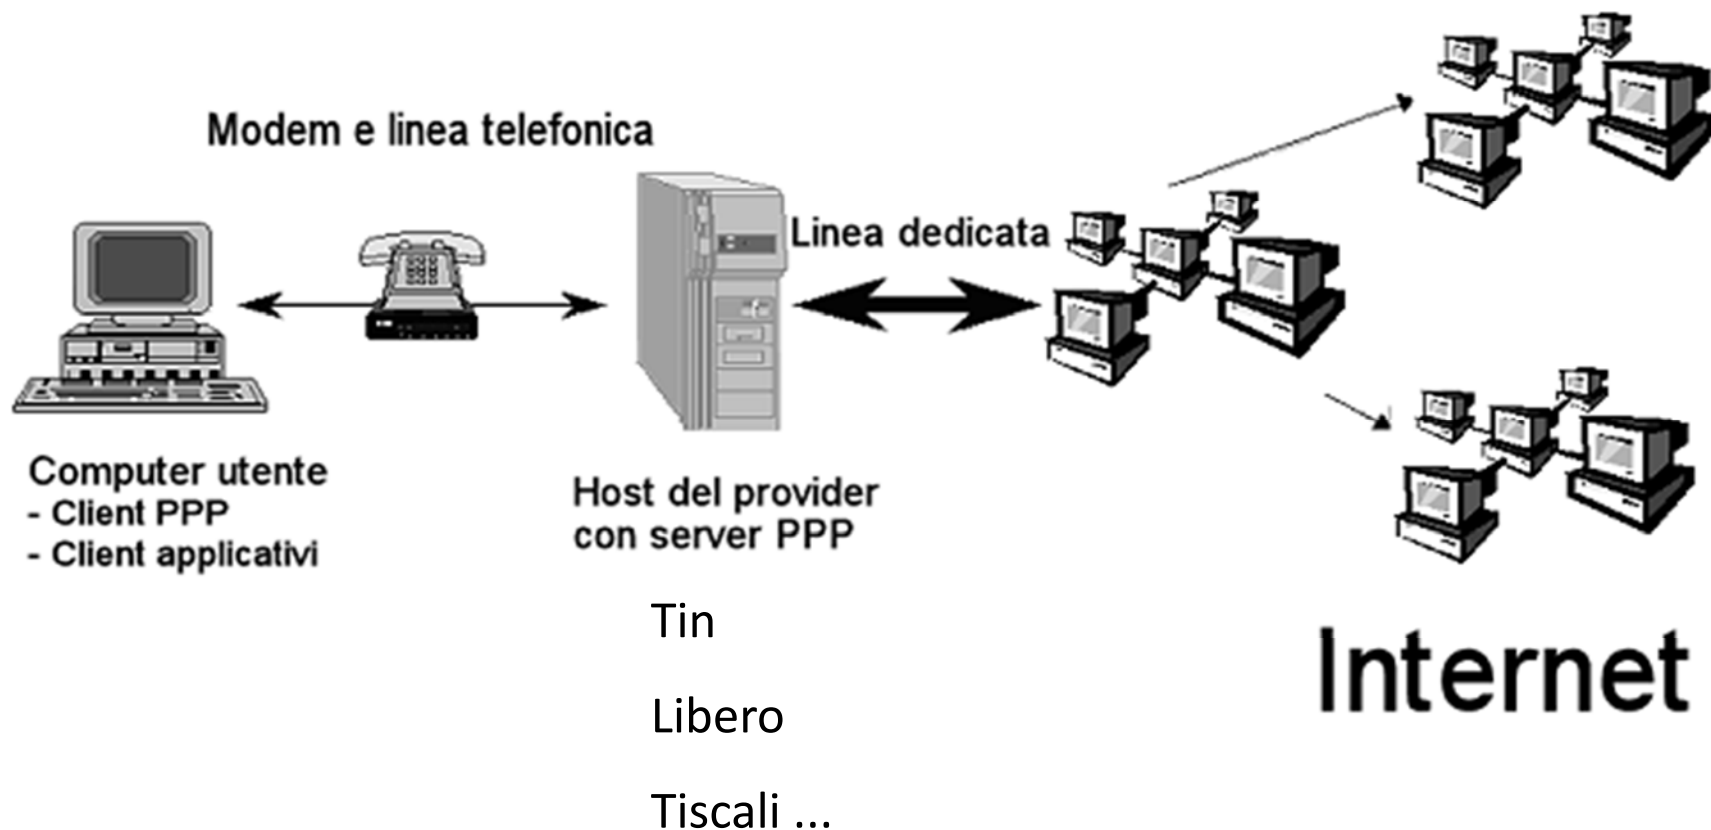 Modem e linea telefonica
Linea dedicata
Computer utente
- Client PPP
- Client applicativi
Host del provider
con server PPP
Tin
Libero
Tiscali ...
Internet